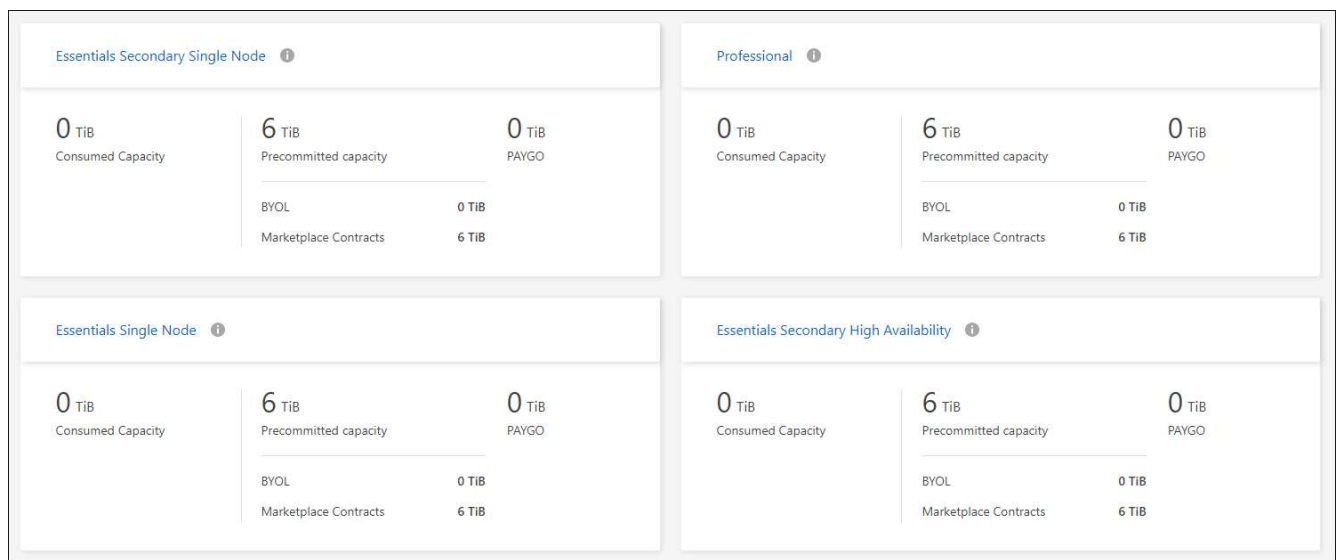 Essentials Secondary Single Node
0 TiB
Consumed Capacity
6 TiB
Precommitted capacity
BYOL 0 TiB
Marketplace Contracts 6 TiB
0 TiB
PAYGO
Professional
0 TiB
Consumed Capacity
6 TiB
Precommitted capacity
BYOL 0 TiB
Marketplace Contracts 6 TiB
0 TiB
PAYGO
Essentials Single Node
0 TiB
Consumed Capacity
6 TiB
Precommitted capacity
BYOL 0 TiB
Marketplace Contracts 6 TiB
0 TiB
PAYGO
Essentials Secondary High Availability
0 TiB
Consumed Capacity
6 TiB
Precommitted capacity
BYOL 0 TiB
Marketplace Contracts 6 TiB
0 TiB
PAYGO